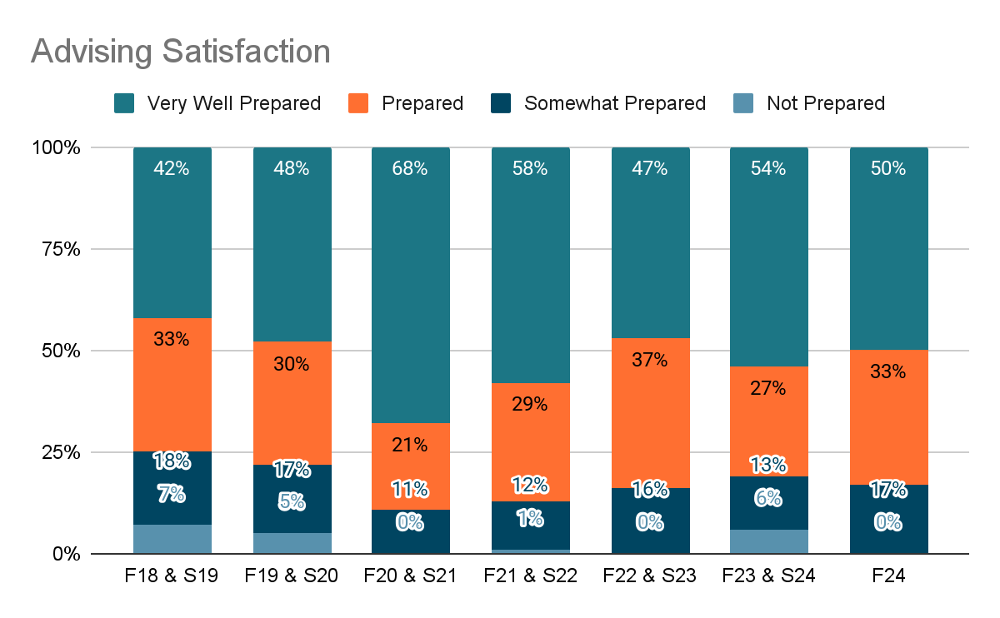 Advising Satisfaction
Very Well Prepared Prepared Somewhat Prepared Not Prepared
100%
42% 48% 68% 58% 47% 54% 50%
75%
50%
33% 30% 21% 29% 37% 27% 33%
25%
18% 17% 11% 12% 16% 13% 17%
7% 5% 0% 1% 0% 6% 0%
0%
F18 & S19 F19 & S20 F20 & S21 F21 & S22 F22 & S23 F23 & S24 F24